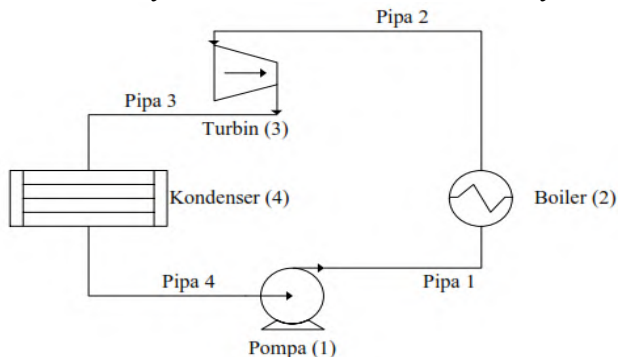 Pipa 2
Pipa 3
Turbin (3)
Kondenser (4)
Boiler (2)
Pipa 4
Pipa 1
Pompa (1)